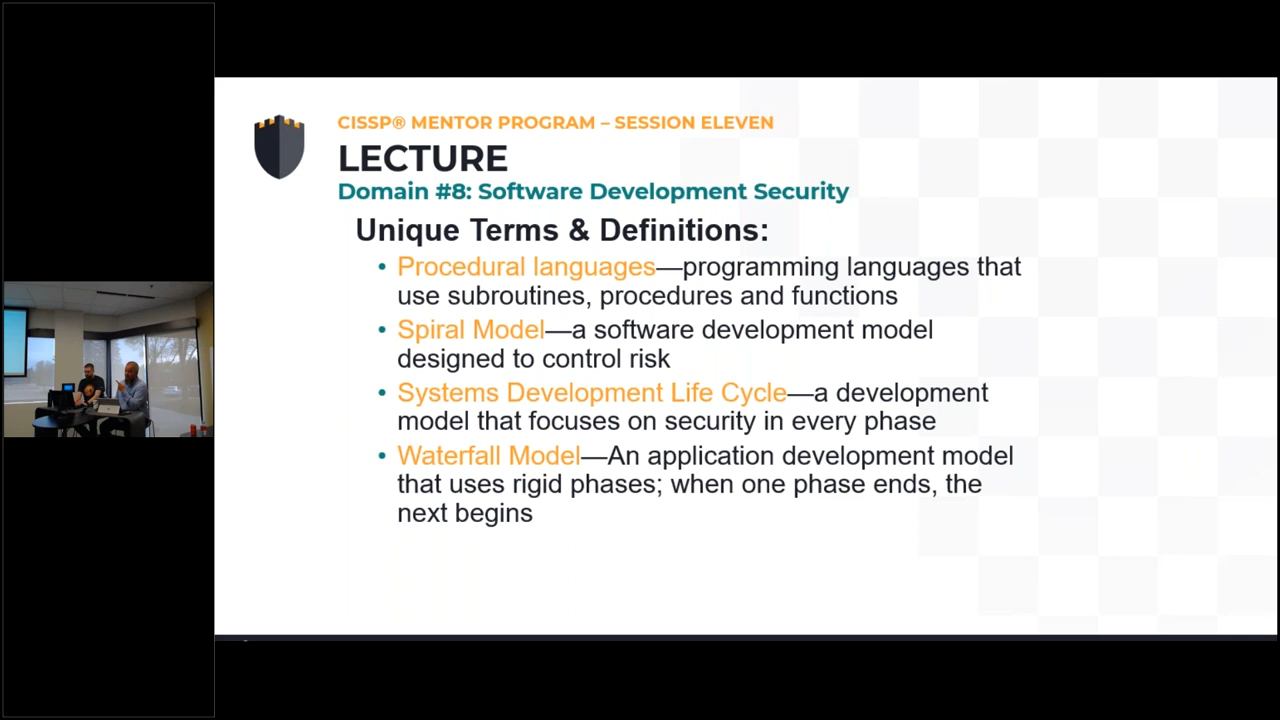 CISSP® MENTOR PROGRAM – SESSION ELEVEN
LECTURE
Domain #8: Software Development Security
Unique Terms & Definitions:
• Procedural languages—programming languages that
use subroutines, procedures and functions
• Spiral Model—a software development model
designed to control risk
• Systems Development Life Cycle—a development
model that focuses on security in every phase
• Waterfall Model—An application development model
that uses rigid phases; when one phase ends, the
next begins